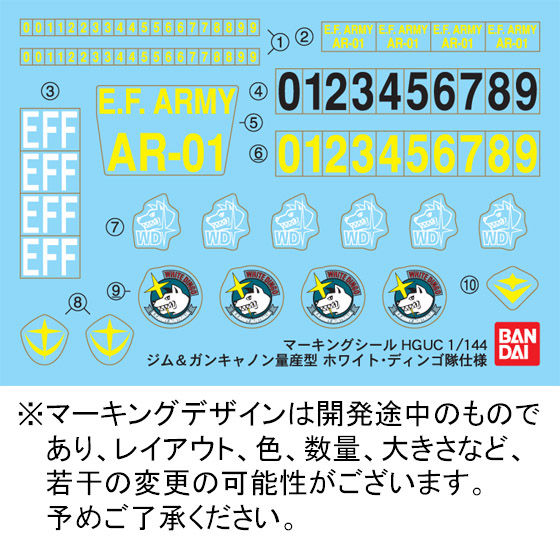 00112233445566778899
00112233445566778899
①
②
E.F. ARMY E.F. ARMY E.F. ARMY E.F. ARMY
AR-01 AR-01 AR-01 AR-01
③
EFF
EFF
EFF
EFF
E.F. ARMY
AR-01
④
0123456789
⑤
⑥
0123456789
⑦
WD WD WD WD WD WD
⑧
⑨
WHITE DINGO WHITE DINGO WHITE DINGO WHITE DINGO
⑩
マーキングシール HGUC 1/144
ジム&ガンキャノン量産型 ホワイト・ディンゴ隊仕様
BAN
DAI
※マーキングデザインは開発途中のもので
あり、レイアウト、色、数量、大きさなど、
若干の変更の可能性がございます。
予めご了承ください。